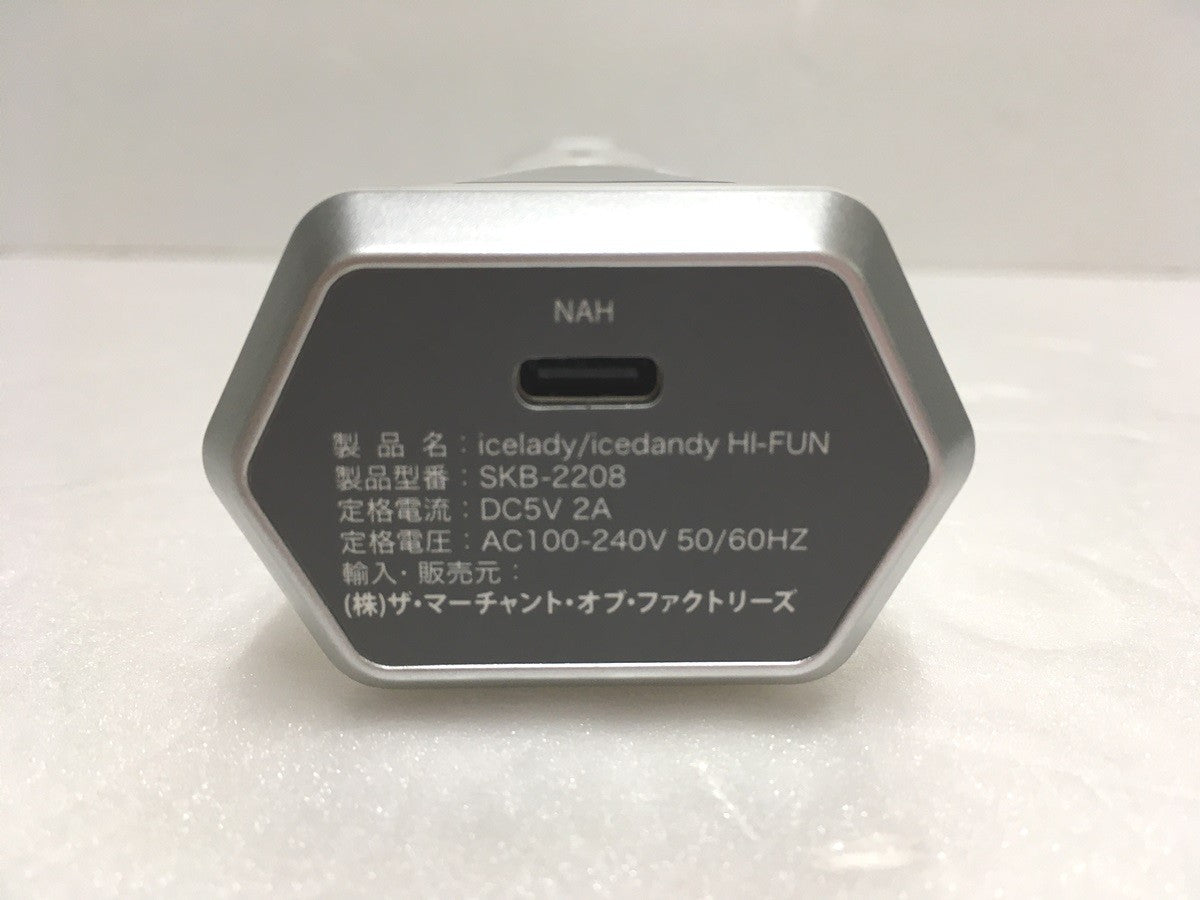 NAH
製 品 名：icelady/icedandy HI-FUN
製品型番：SKB-2208
定格電流：DC5V 2A
定格電圧：AC100-240V 50/60HZ
輸入・販売元：
(株)ザ・マーチャント・オブ・ファクトリーズ